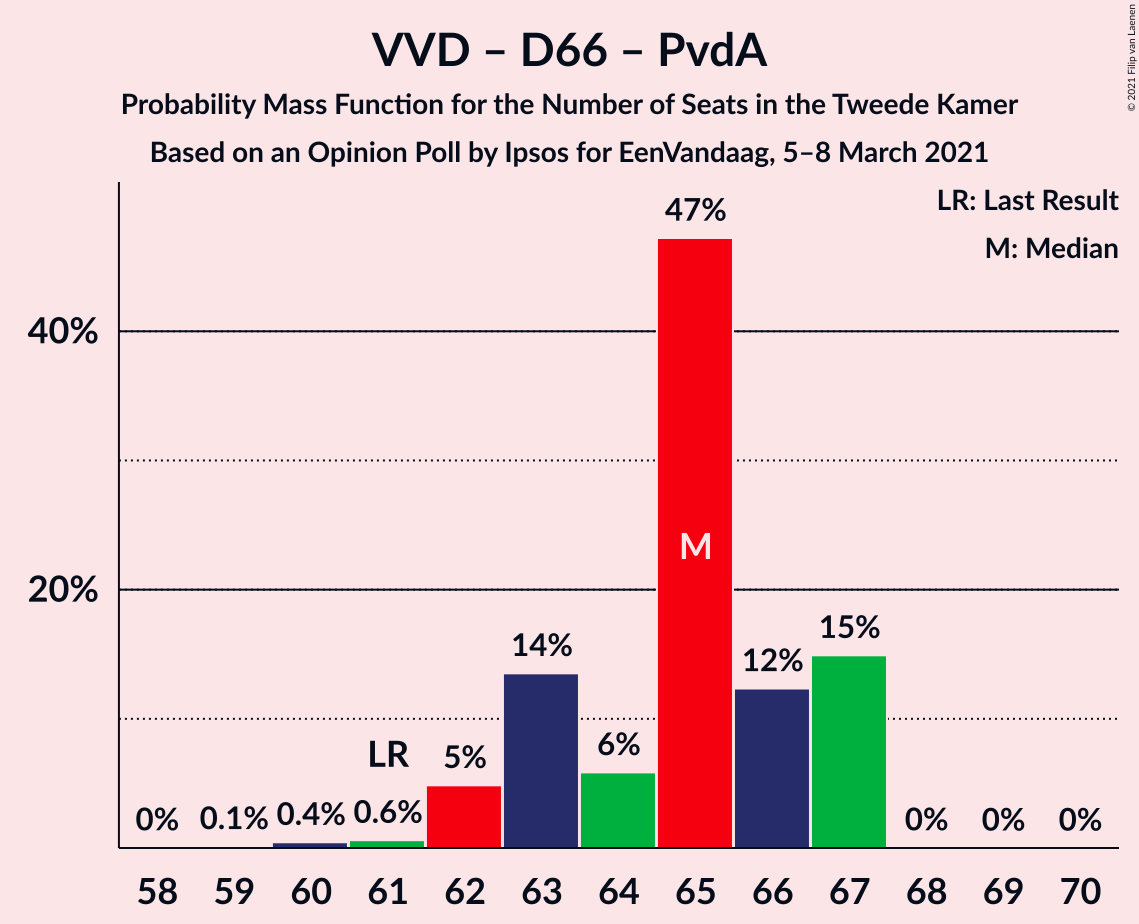 VVD – D66 – PvdA
Probability Mass Function for the Number of Seats in the Tweede Kamer
Based on an Opinion Poll by Ipsos for EenVandaag, 5–8 March 2021
© 2021 Filip van Laenen
LR: Last Result
M: Median
47%
40%
M
20%
15%
14%
12%
6%
LR
5%
0%
0.1%
0.4%
0.6%
0%
0%
0%
58 59 60 61 62 63 64 65 66 67 68 69 70